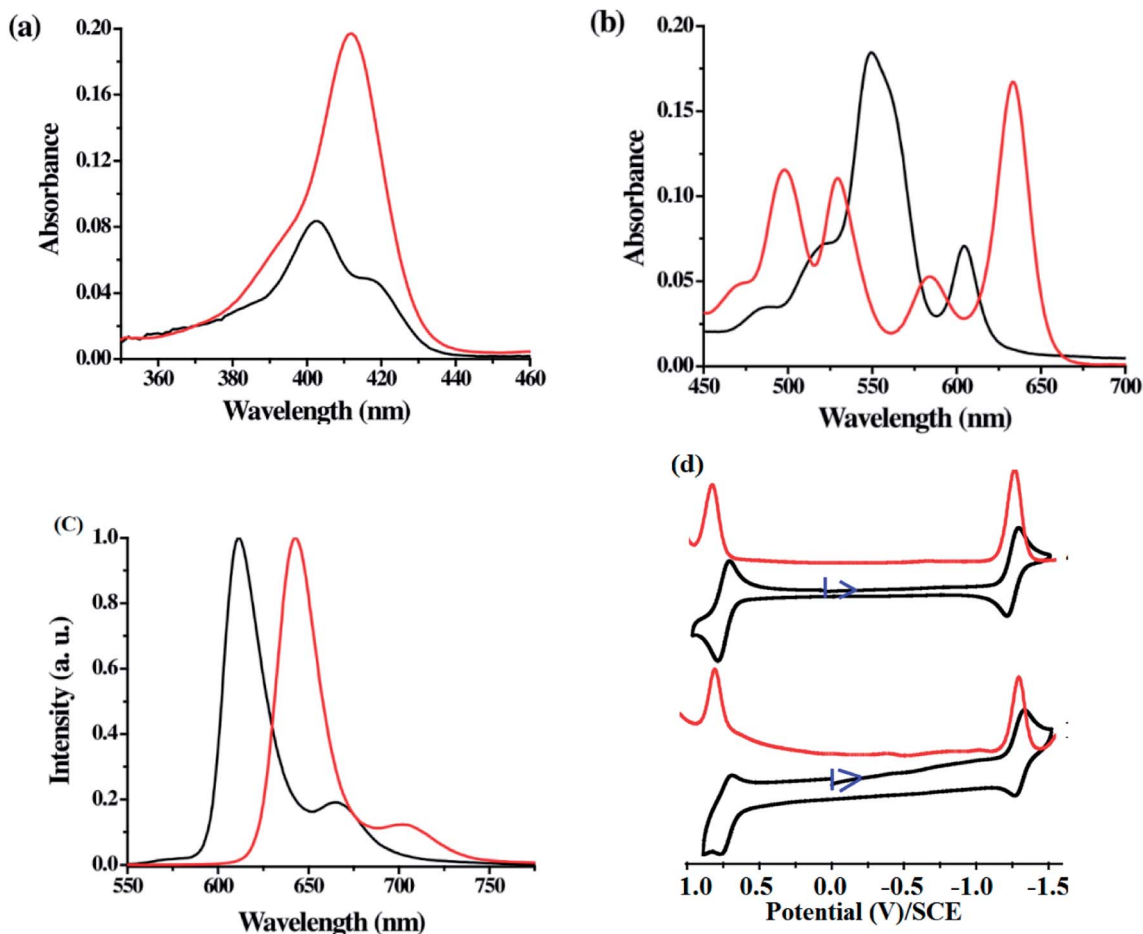 (a)
0.20
0.16
0.12
0.08
0.04
0.00
Absorbance
360 380 400 420 440 460
Wavelength (nm)
(b)
0.20
0.15
0.10
0.05
0.00
Absorbance
450 500 550 600 650 700
Wavelength (nm)
(C)
1.0
0.8
0.6
0.4
0.2
0.0
Intensity (a. u.)
550 600 650 700 750
Wavelength (nm)
(d)
1.0 0.5 0.0 -0.5 -1.0 -1.5
Potential (V)/SCE